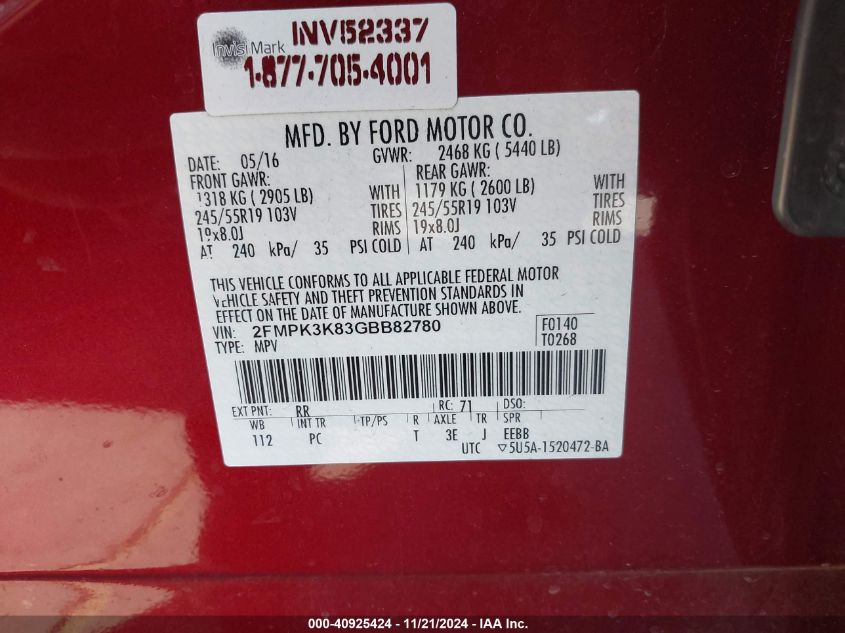 InvisiMark INV52337
1-877-705-4001
MFD. BY FORD MOTOR CO.
DATE: 05/16 GVWR: 2468 KG ( 5440 LB)
FRONT GAWR: REAR GAWR:
1318 KG ( 2905 LB) WITH 1179 KG ( 2600 LB) WITH
245/55R19 103V TIRES 245/55R19 103V TIRES
19x8.0J RIMS 19x8.0J RIMS
AT 240 kPa/ 35 PSI COLD AT 240 kPa/ 35 PSI COLD
THIS VEHICLE CONFORMS TO ALL APPLICABLE FEDERAL MOTOR
VEHICLE SAFETY AND THEFT PREVENTION STANDARDS IN
EFFECT ON THE DATE OF MANUFACTURE SHOWN ABOVE.
VIN: 2FMPK3K83GBB82780 F0140
TYPE: MPV T0268
EXT PNT: RR RC: 71 DSO:
WB INT TR TP/PS R AXLE TR SPR
112 PC T 3E J EEBB
UTC ▽5U5A-1520472-BA
000-40925424 - 11/21/2024 - IAA Inc.